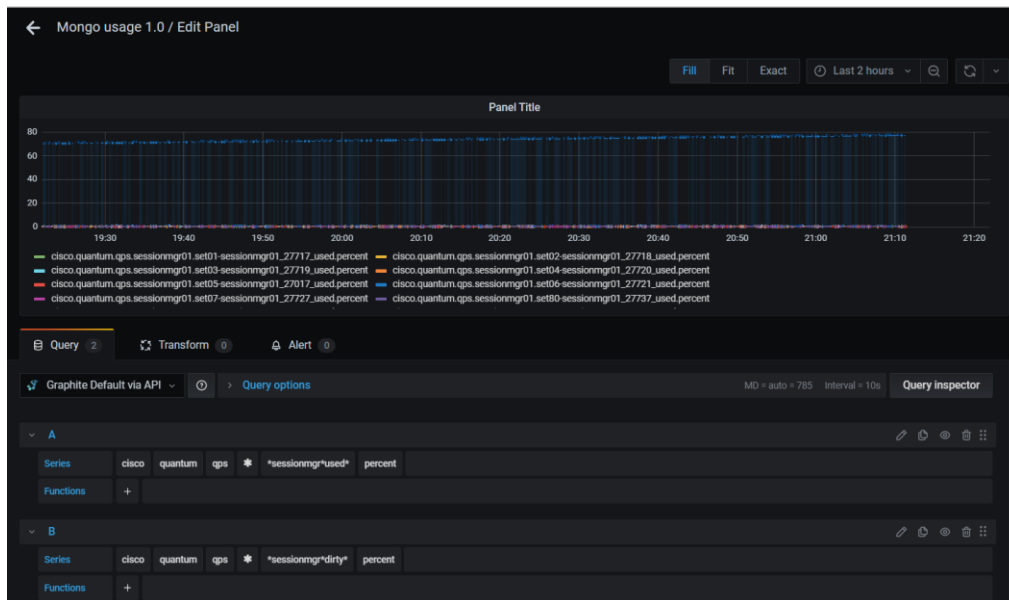 Mongo usage 1.0 / Edit Panel
Fill Fit Exact Last 2 hours
Panel Title
80
60
40
20
0
19:30 19:40 19:50 20:00 20:10 20:20 20:30 20:40 20:50 21:00 21:10 21:20
cisco.quantum.qps.sessionmgr01.set01-sessionmgr01_27717_used.percent cisco.quantum.qps.sessionmgr01.set02-sessionmgr01_27718_used.percent
cisco.quantum.qps.sessionmgr01.set03-sessionmgr01_27719_used.percent cisco.quantum.qps.sessionmgr01.set04-sessionmgr01_27720_used.percent
cisco.quantum.qps.sessionmgr01.set05-sessionmgr01_27017_used.percent cisco.quantum.qps.sessionmgr01.set06-sessionmgr01_27721_used.percent
cisco.quantum.qps.sessionmgr01.set07-sessionmgr01_27727_used.percent cisco.quantum.qps.sessionmgr01.set80-sessionmgr01_27737_used.percent
Query 2 Transform 0 Alert 0
Graphite Default via API Query options MD = auto = 785 Interval = 10s Query inspector
A
Series cisco quantum qps * *sessionmgr*used* percent
Functions +
B
Series cisco quantum qps * *sessionmgr*dirty* percent
Functions +